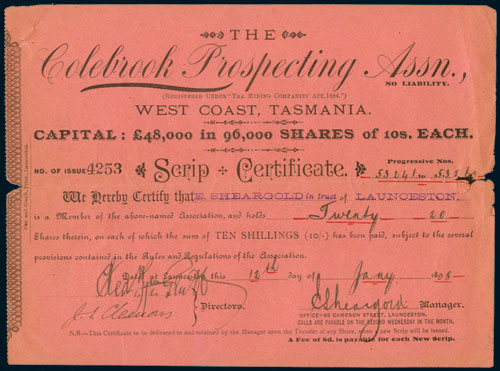 THE
Colebrook Prospecting Assn.,
NO LIABILITY.
(REGISTERED UNDER "THE MINING COMPANIES' ACT, 1884.")
WEST COAST, TASMANIA.
CAPITAL: £48,000 in 96,000 SHARES of 10s. EACH.
Progressive Nos.
NO. OF ISSUE 4253 Scrip Certificate. 53241 to
We Hereby Certify that E. SHEARGOLD in trust of LAUNCESTON.
is a Member of the above-named Association, and holds Twenty 20
Shares therein, on each of which the sum of TEN SHILLINGS (10/-) has been paid, subject to the several
provisions contained in the Rules and Regulations of the Association.
Dated at Launceston this 12th day of Jany 1898
Directors.
J. L. Clemons
E Sheargold Manager.
OFFICE—66 CAMERON STREET, LAUNCESTON.
CALLS ARE PAYABLE ON THE SECOND WEDNESDAY IN THE MONTH.
N.B.—This Certificate to be delivered to and retained by the Manager upon the Transfer of any Share, when a new Scrip will be issued.
A Fee of 6d. is payable for each New Scrip.